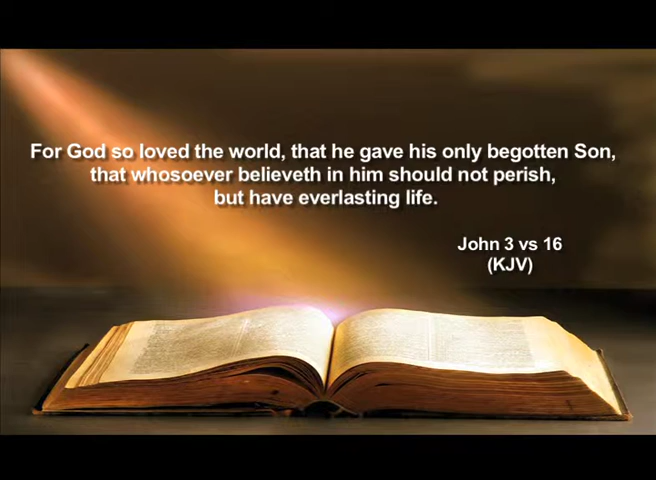 For God so loved the world, that he gave his only begotten Son,
that whosoever believeth in him should not perish,
but have everlasting life.
John 3 vs 16
(KJV)